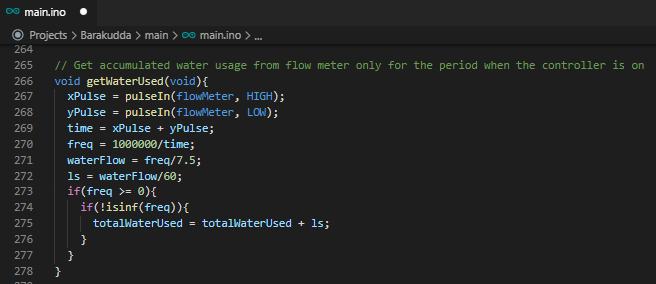 main.ino
Projects > Barakudda > main > main.ino > ...
264
265 // Get accumulated water usage from flow meter only for the period when the controller is on
266 void getWaterUsed(void){
267 xPulse = pulseIn(flowMeter, HIGH);
268 yPulse = pulseIn(flowMeter, LOW);
269 time = xPulse + yPulse;
270 freq = 1000000/time;
271 waterFlow = freq/7.5;
272 ls = waterFlow/60;
273 if(freq >= 0){
274 if(!isinf(freq)){
275 totalWaterUsed = totalWaterUsed + ls;
276 }
277 }
278 }